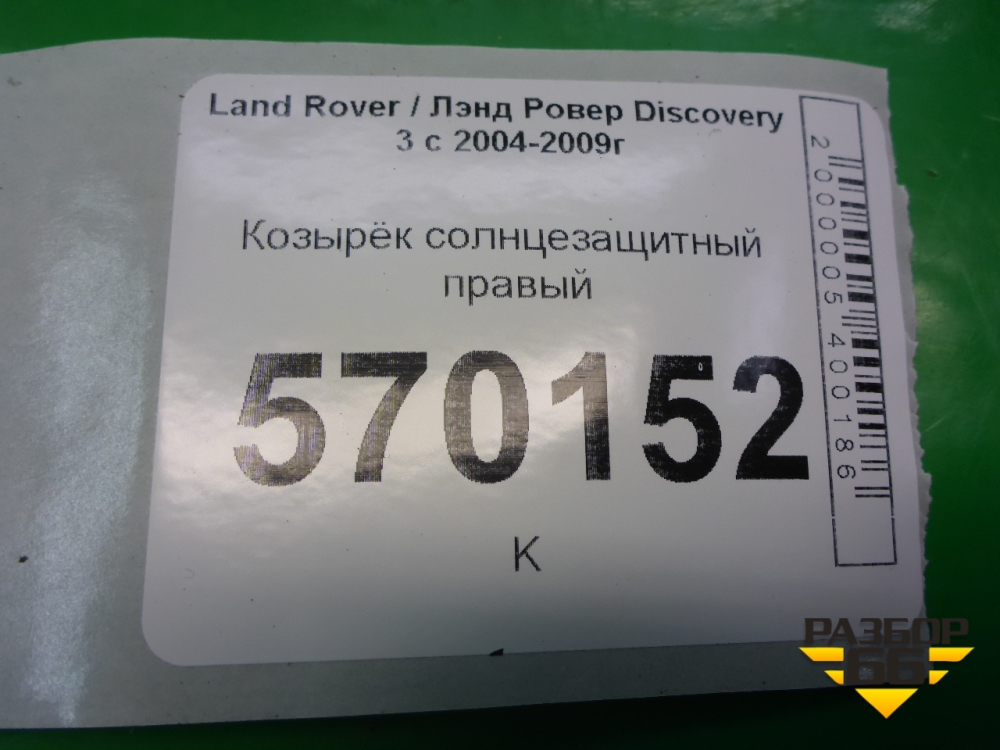 Land Rover / Лэнд Ровер Discovery
3 с 2004-2009г
Козырёк солнцезащитный
правый
570152
К
2000005400186
РАЗБОР
66